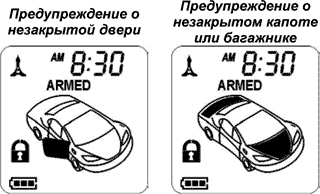 Предупреждение о
незакрытой двери
AM 8:30
ARMED
Предупреждение о
незакрытом капоте
или багажнике
AM 8:30
ARMED